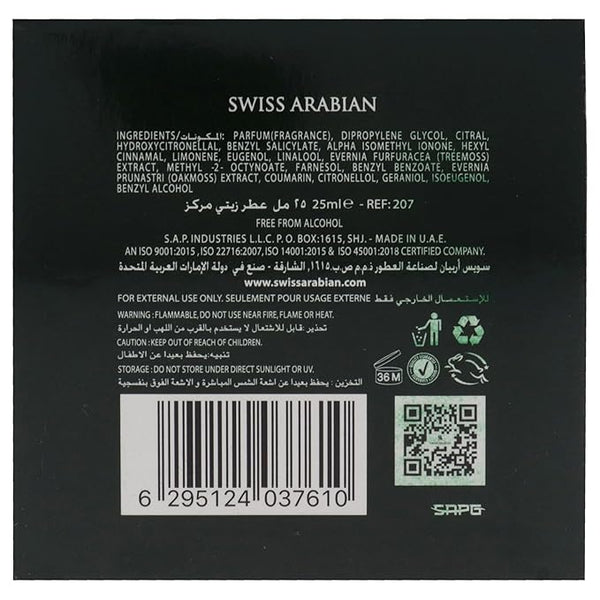 SWISS ARABIAN
INGREDIENTS/المكونات: PARFUM(FRAGRANCE), DIPROPYLENE GLYCOL, CITRAL,
HYDROXYCITRONELLAL, BENZYL SALICYLATE, ALPHA ISOMETHYL IONONE, HEXYL
CINNAMAL, LIMONENE, EUGENOL, LINALOOL, EVERNIA FURFURACEA (TREEMOSS)
EXTRACT, METHYL -2- OCTYNOATE, FARNESOL, BENZYL BENZOATE, EVERNIA
PRUNASTRI (OAKMOSS) EXTRACT, COUMARIN, CITRONELLOL, GERANIOL, ISOEUGENOL,
BENZYL ALCOHOL
٢٥ مل عطر زيتي مركز 25ml℮ - REF: 207
FREE FROM ALCOHOL
S.A.P. INDUSTRIES L.L.C. P. O. BOX:1615, SHJ. - MADE IN U.A.E.
AN ISO 9001:2015 ,ISO 22716:2007, ISO 14001:2015 & ISO 45001:2018 CERTIFIED COMPANY.
سويس أربيان لصناعة العطور ذ.م.م ص.ب.١٦١٥، الشارقة - صنع في دولة الإمارات العربية المتحدة
www.swissarabian.com
FOR EXTERNAL USE ONLY. SEULEMENT POUR USAGE EXTERNE للإستعمال الخارجي فقط
WARNING : FLAMMABLE, DO NOT USE NEAR FIRE, FLAME OR HEAT.
تحذير: قابل للاشتعال لا يستخدم بالقرب من اللهب او الحرارة
CAUTION : KEEP OUT OF REACH OF CHILDREN.
تنبيه: يحفظ بعيدا عن الاطفال
STORAGE : DO NOT STORE UNDER DIRECT SUNLIGHT OR UV.
التخزين : يحفظ بعيدا عن اشعة الشمس المباشرة و الاشعة الفوق بنفسجية
36 M
6 295124 037610
SAPG